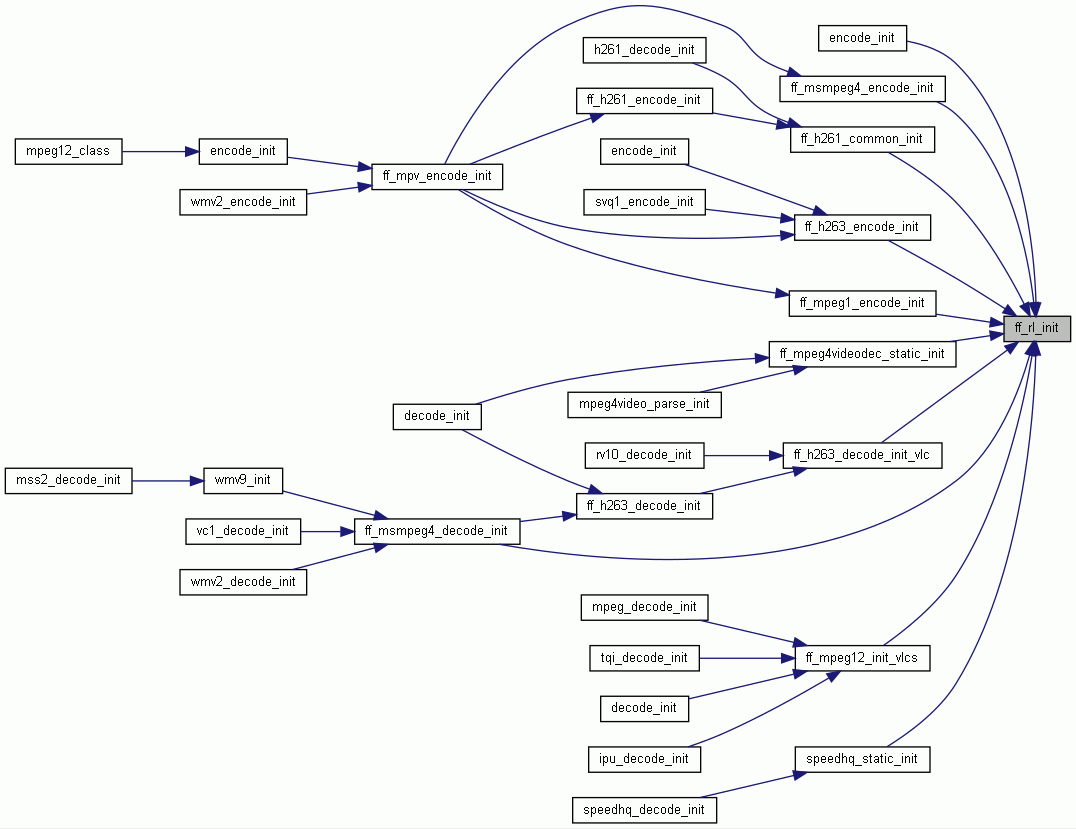 encode_init
h261_decode_init
ff_msmpeg4_encode_init
ff_h261_encode_init
ff_h261_common_init
mpeg12_class
encode_init
encode_init
ff_mpv_encode_init
wmv2_encode_init
svq1_encode_init
ff_h263_encode_init
ff_mpeg1_encode_init
ff_rl_init
ff_mpeg4videodec_static_init
mpeg4video_parse_init
decode_init
rv10_decode_init
ff_h263_decode_init_vlc
mss2_decode_init
wmv9_init
ff_h263_decode_init
vc1_decode_init
ff_msmpeg4_decode_init
wmv2_decode_init
mpeg_decode_init
tqi_decode_init
ff_mpeg12_init_vlcs
decode_init
ipu_decode_init
speedhq_static_init
speedhq_decode_init